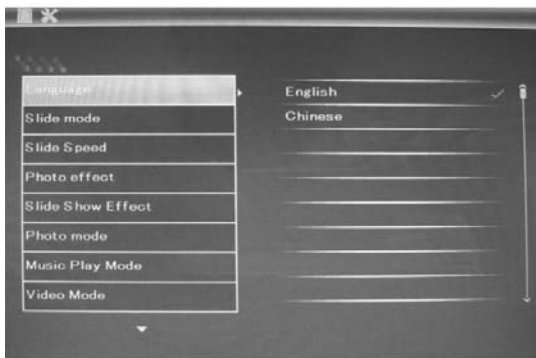 Language
Slide mode
Slide Speed
Photo effect
Slide Show Effect
Photo mode
Music Play Mode
Video Mode
English
Chinese